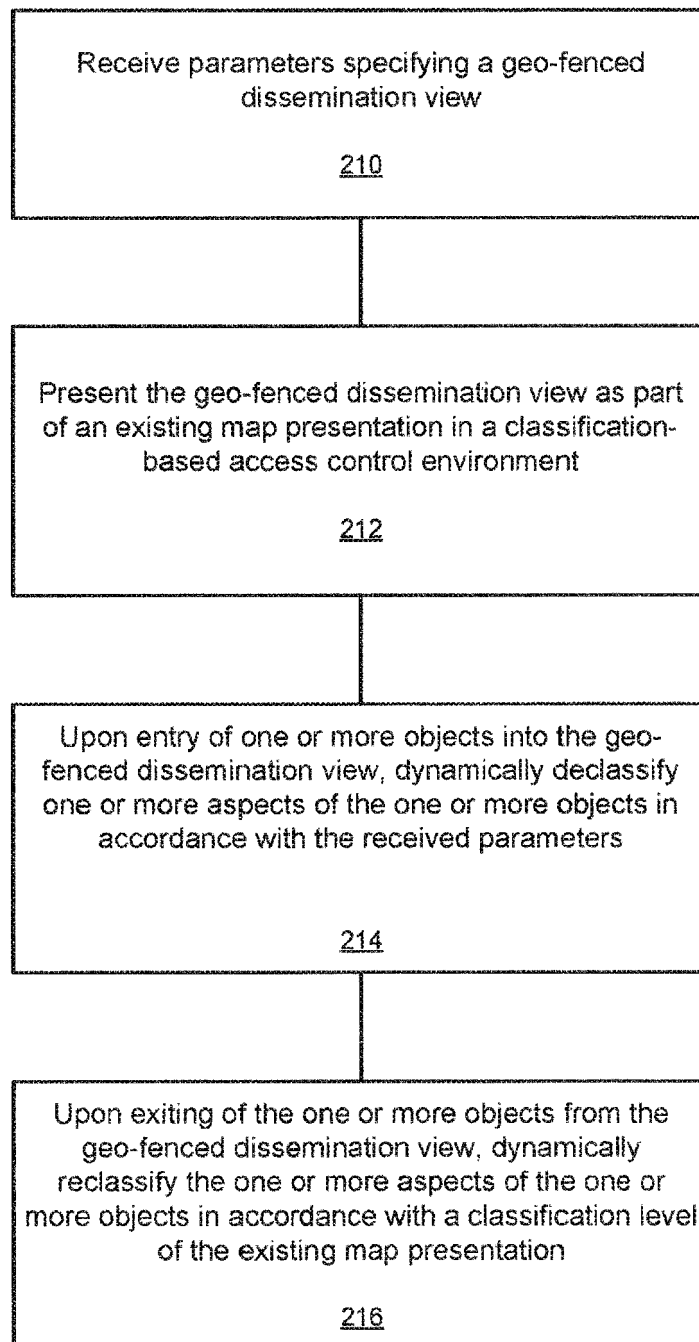 Receive parameters specifying a geo-fenced
dissemination view
210
Present the geo-fenced dissemination view as part
of an existing map presentation in a classification-
based access control environment
212
Upon entry of one or more objects into the geo-
fenced dissemination view, dynamically declassify
one or more aspects of the one or more objects in
accordance with the received parameters
214
Upon exiting of the one or more objects from the
geo-fenced dissemination view, dynamically
reclassify the one or more aspects of the one or
more objects in accordance with a classification level
of the existing map presentation
216